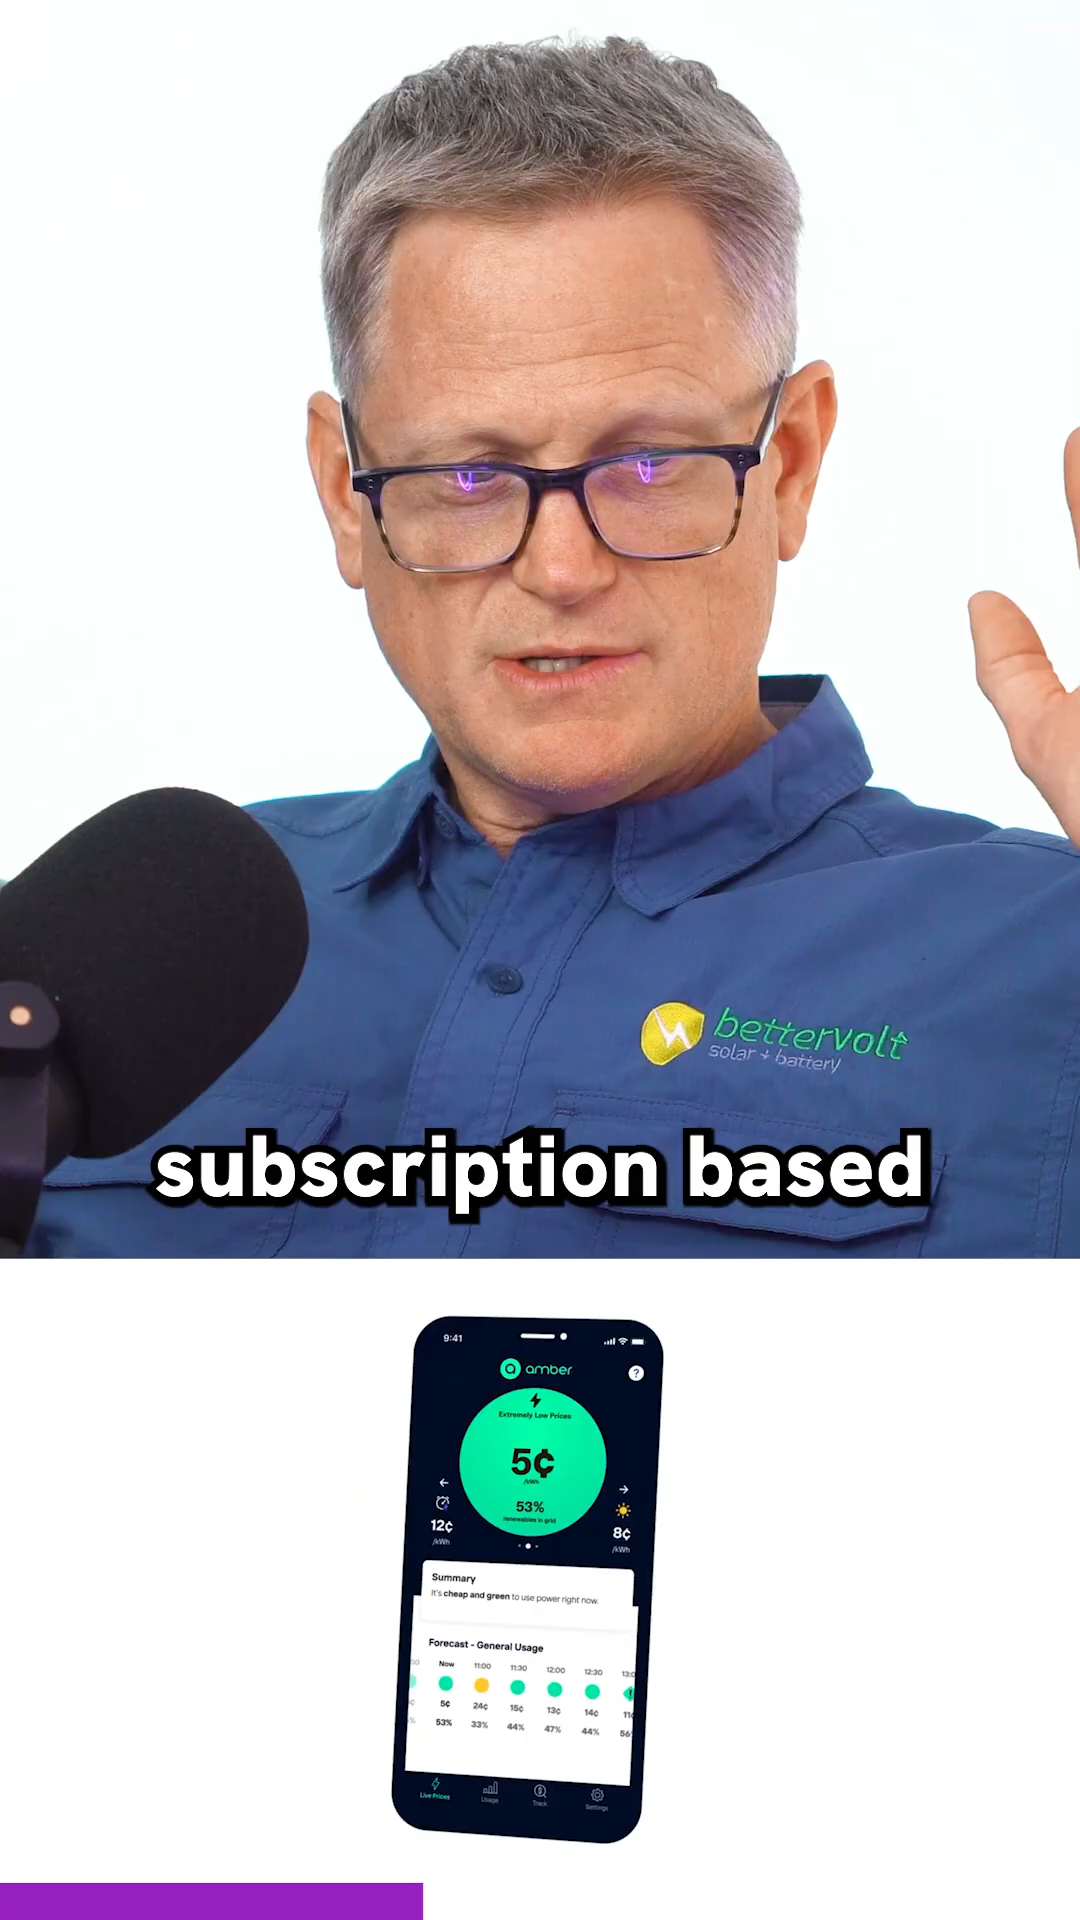 bettervolt
solar + battery
subscription based
9:41
amber
?
Extremely Low Prices
5¢
/kWh
53%
renewables in grid
12¢
/kWh
8¢
/kWh
Summary
It's cheap and green to use power right now.
Forecast - General Usage
Now 11:00 11:30 12:00 12:30
5¢ 24¢ 15¢ 13¢ 14¢
53% 33% 44% 47% 44%
Live Prices Usage Track Settings